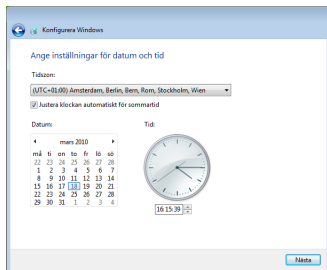 Konfigurera Windows
Ange inställningar för datum och tid
Tidszon:
(UTC+01:00) Amsterdam, Berlin, Bern, Rom, Stockholm, Wien
Justera klockan automatiskt för sommartid
Datum:
Tid:
mars 2010
må ti on to fr lö sö
22 23 24 25 26 27 28
1 2 3 4 5 6 7
8 9 10 11 12 13 14
15 16 17 18 19 20 21
22 23 24 25 26 27 28
29 30 31 1 2 3 4
16:15:39
Nästa